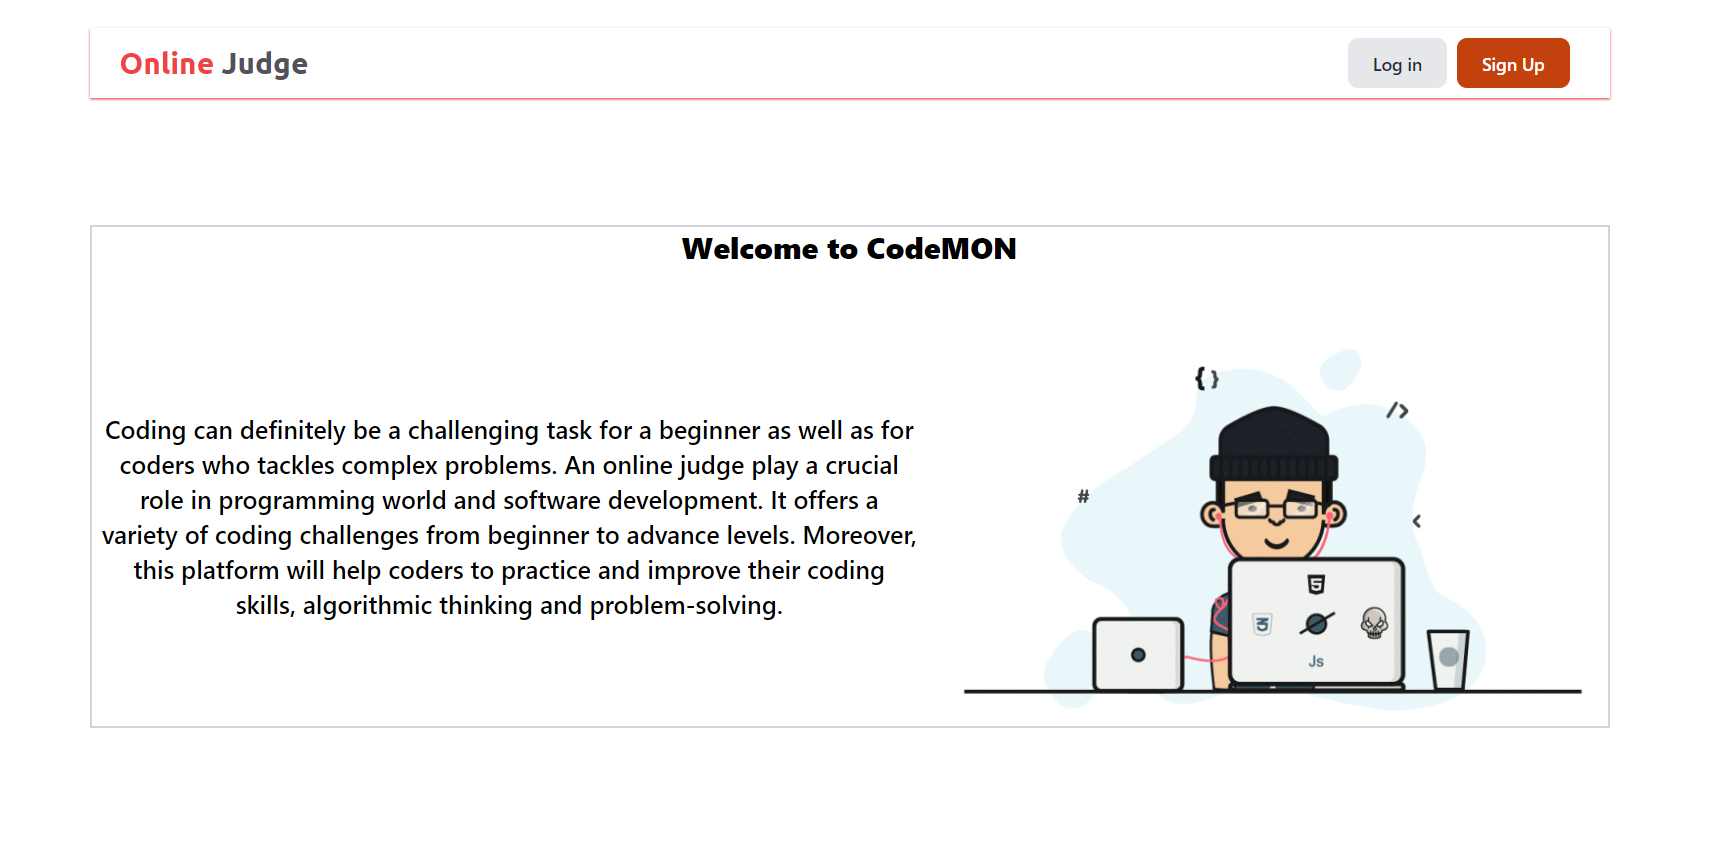 Online Judge
Log in
Sign Up
Welcome to CodeMON
Coding can definitely be a challenging task for a beginner as well as for
coders who tackles complex problems. An online judge play a crucial
role in programming world and software development. It offers a
variety of coding challenges from beginner to advance levels. Moreover,
this platform will help coders to practice and improve their coding
skills, algorithmic thinking and problem-solving.
{ }
/>
#
<
5
3
Js